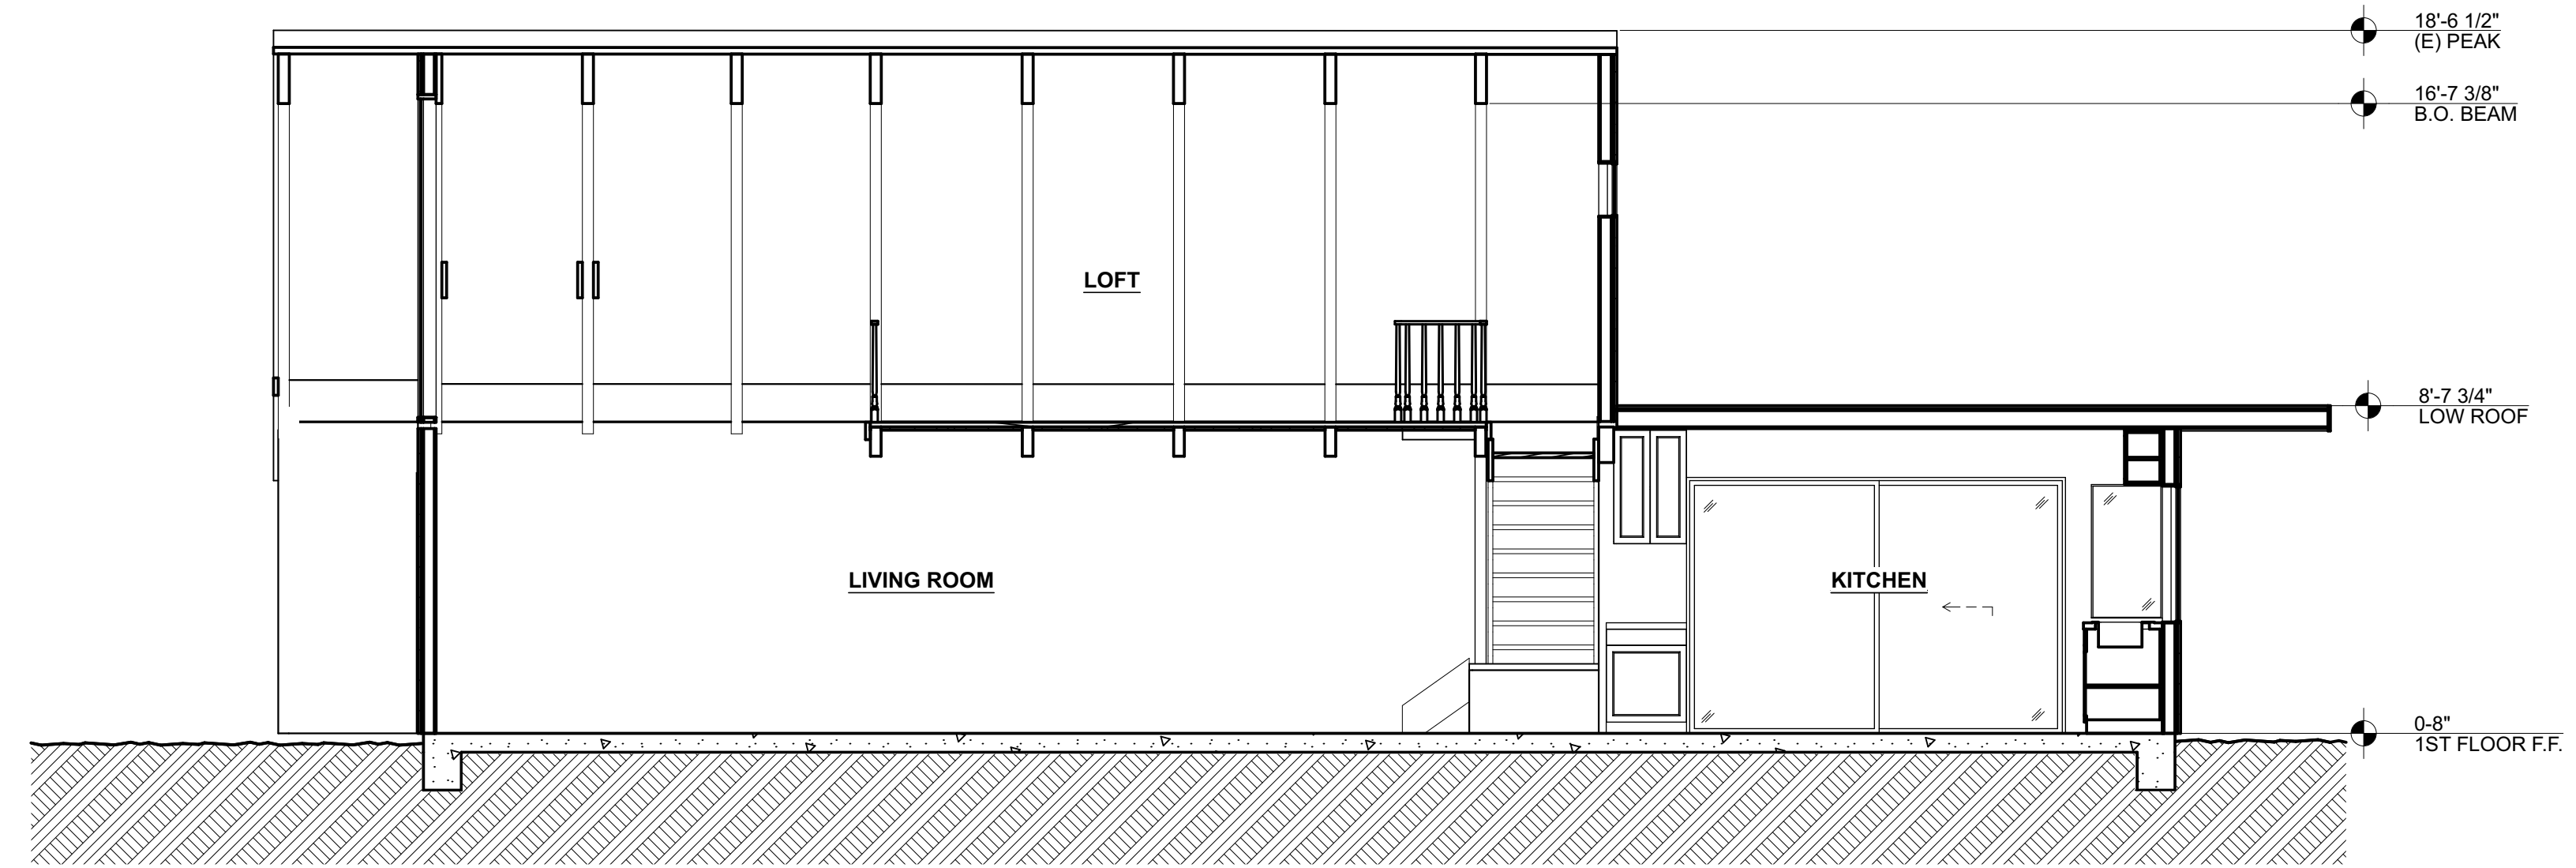 18'-6 1/2"
(E) PEAK
16'-7 3/8"
B.O. BEAM
LOFT
8'-7 3/4"
LOW ROOF
LIVING ROOM
KITCHEN
0-8"
1ST FLOOR F.F.